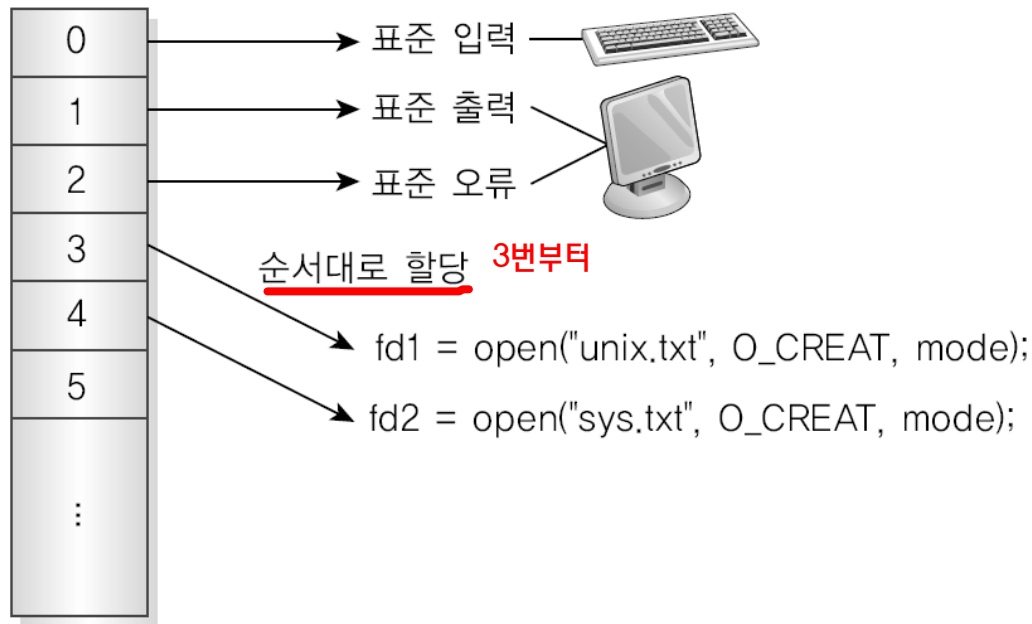 0
표준 입력
1
표준 출력
2
표준 오류
3
순서대로 할당 3번부터
4
fd1 = open("unix.txt", O_CREAT, mode);
5
fd2 = open("sys.txt", O_CREAT, mode);
⋮